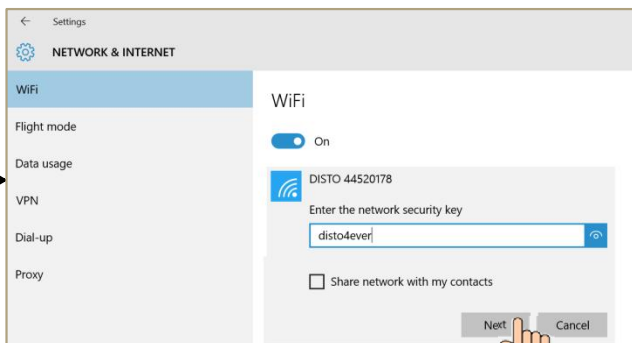 Settings
NETWORK & INTERNET
WiFi
Flight mode
Data usage
VPN
Dial-up
Proxy
WiFi
On
DISTO 44520178
Enter the network security key
disto4ever
Share network with my contacts
Next Cancel